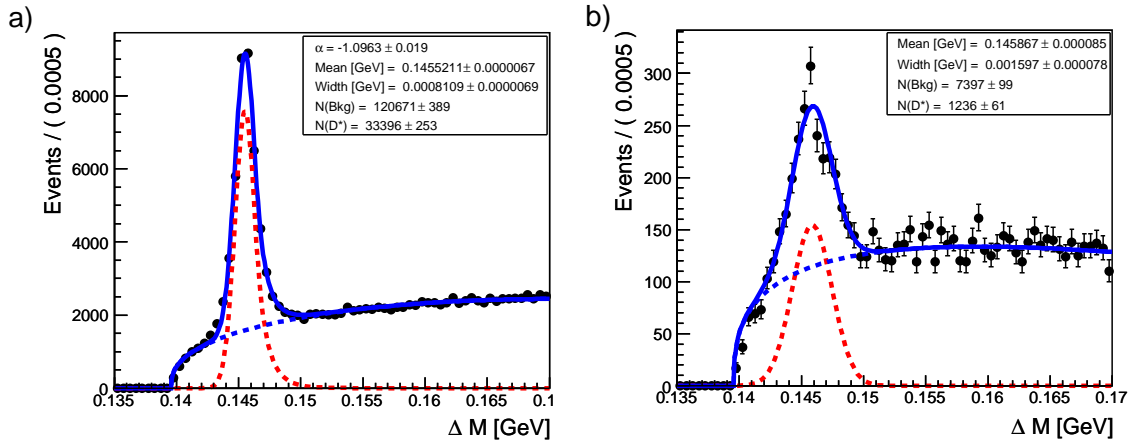 a)
Events / ( 0.0005 )
8000
6000
4000
2000
0
α = -1.0963 ± 0.019
Mean [GeV] = 0.1455211 ± 0.0000067
Width [GeV] = 0.0008109 ± 0.0000069
N(Bkg) = 120671 ± 389
N(D*) = 33396 ± 253
0.135 0.14 0.145 0.15 0.155 0.16 0.165 0.1
Δ M [GeV]
b)
Events / ( 0.0005 )
300
250
200
150
100
50
0
Mean [GeV] = 0.145867 ± 0.000085
Width [GeV] = 0.001597 ± 0.000078
N(Bkg) = 7397 ± 99
N(D*) = 1236 ± 61
0.135 0.14 0.145 0.15 0.155 0.16 0.165 0.17
Δ M [GeV]